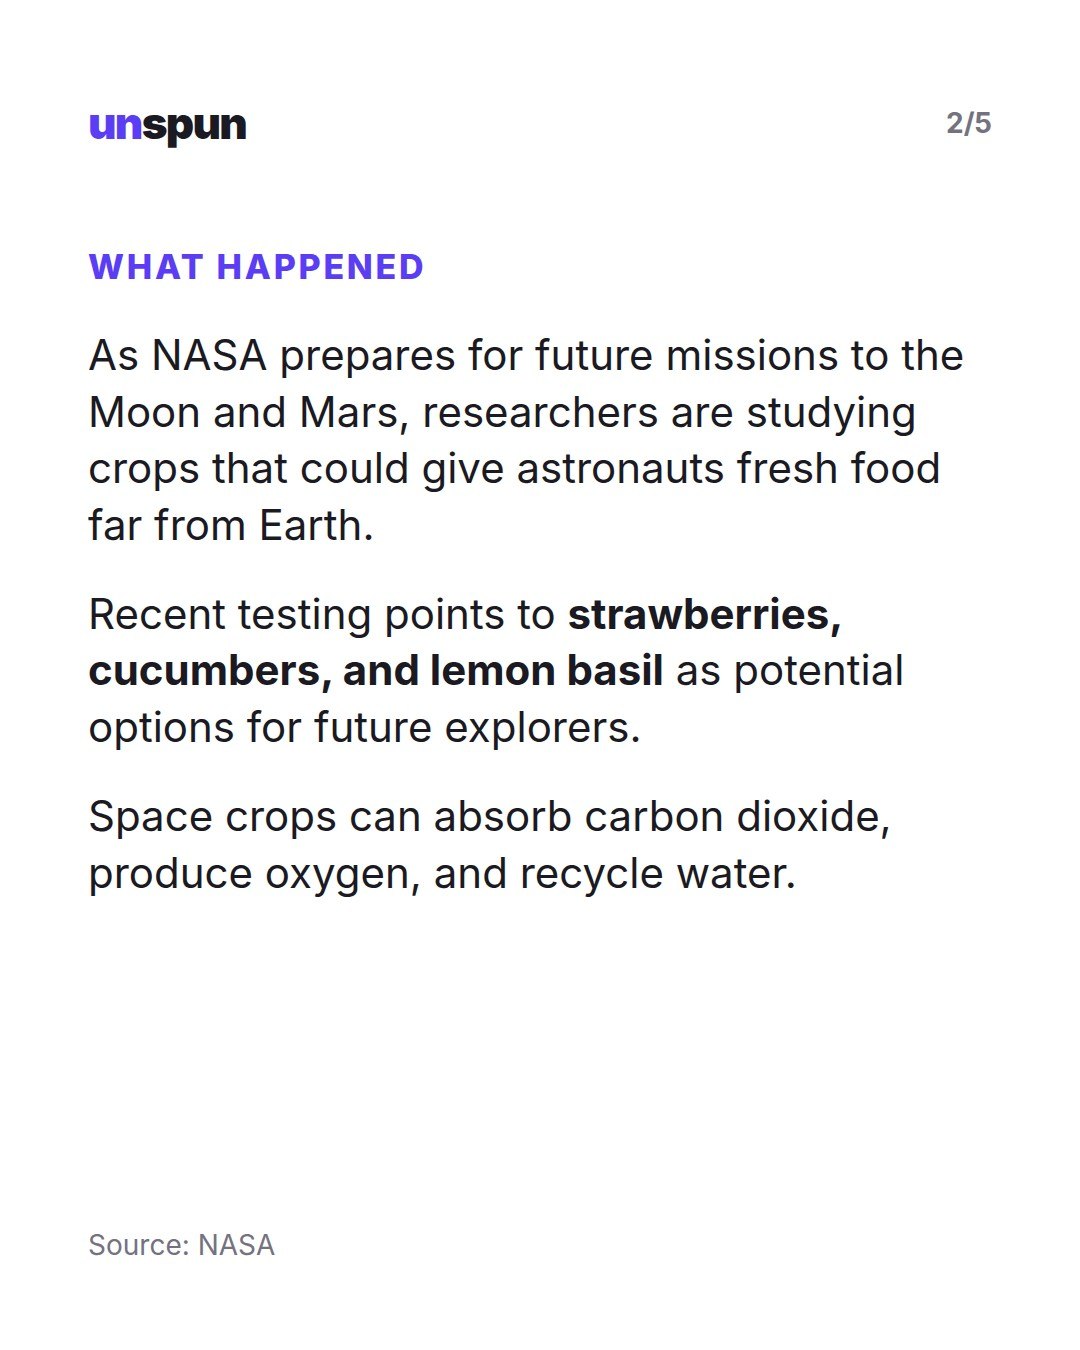 unspun
2/5
WHAT HAPPENED
As NASA prepares for future missions to the
Moon and Mars, researchers are studying
crops that could give astronauts fresh food
far from Earth.
Recent testing points to strawberries,
cucumbers, and lemon basil as potential
options for future explorers.
Space crops can absorb carbon dioxide,
produce oxygen, and recycle water.
Source: NASA